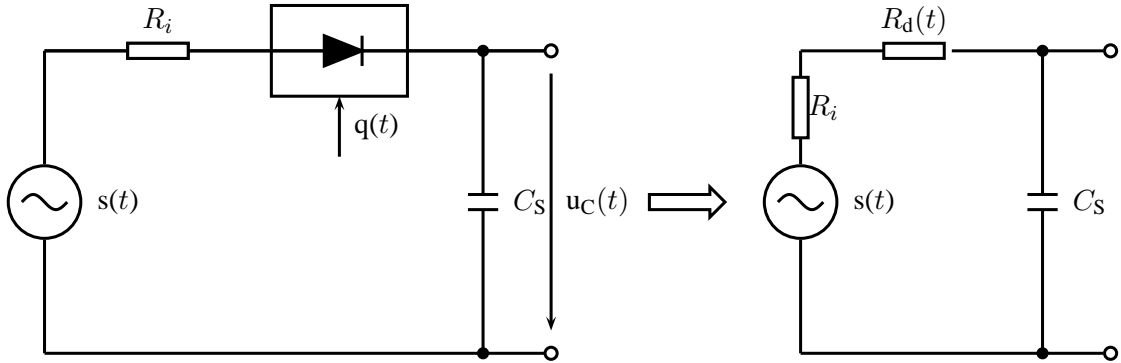 R_i
q(t)
s(t)
C_S
u_C(t)
R_d(t)
R_i
s(t)
C_S